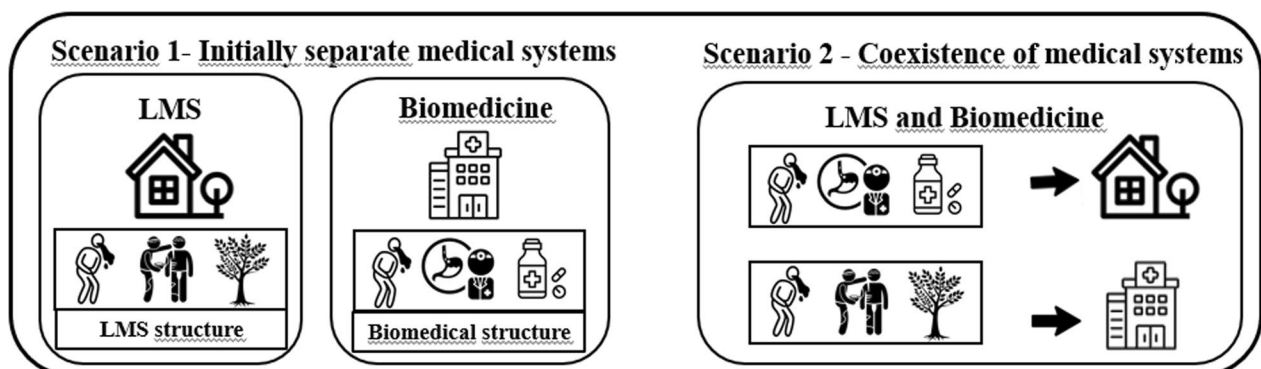 Scenario 1- Initially separate medical systems
LMS
Biomedicine
LMS structure
Biomedical structure
Scenario 2 - Coexistence of medical systems
LMS and Biomedicine